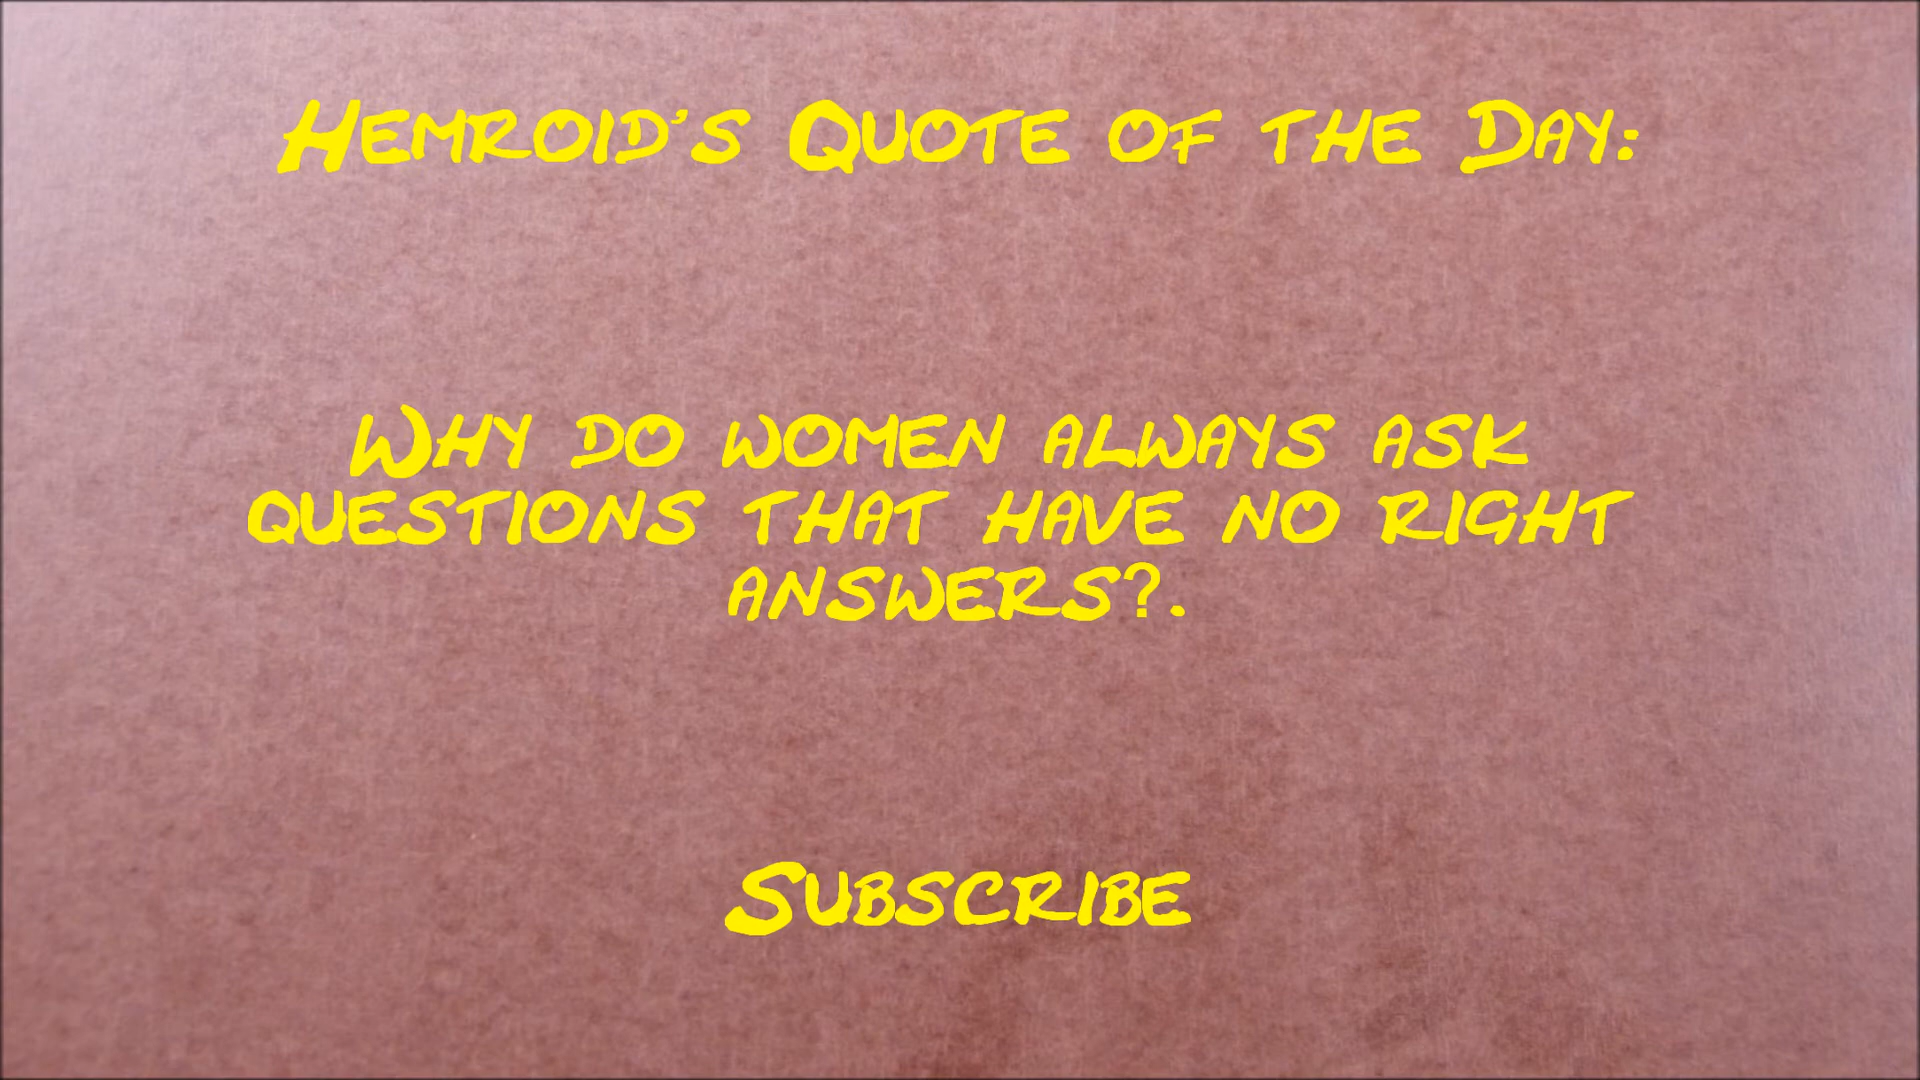 Hemroid's Quote of the Day:
Why do women always ask
questions that have no right
answers?.
Subscribe